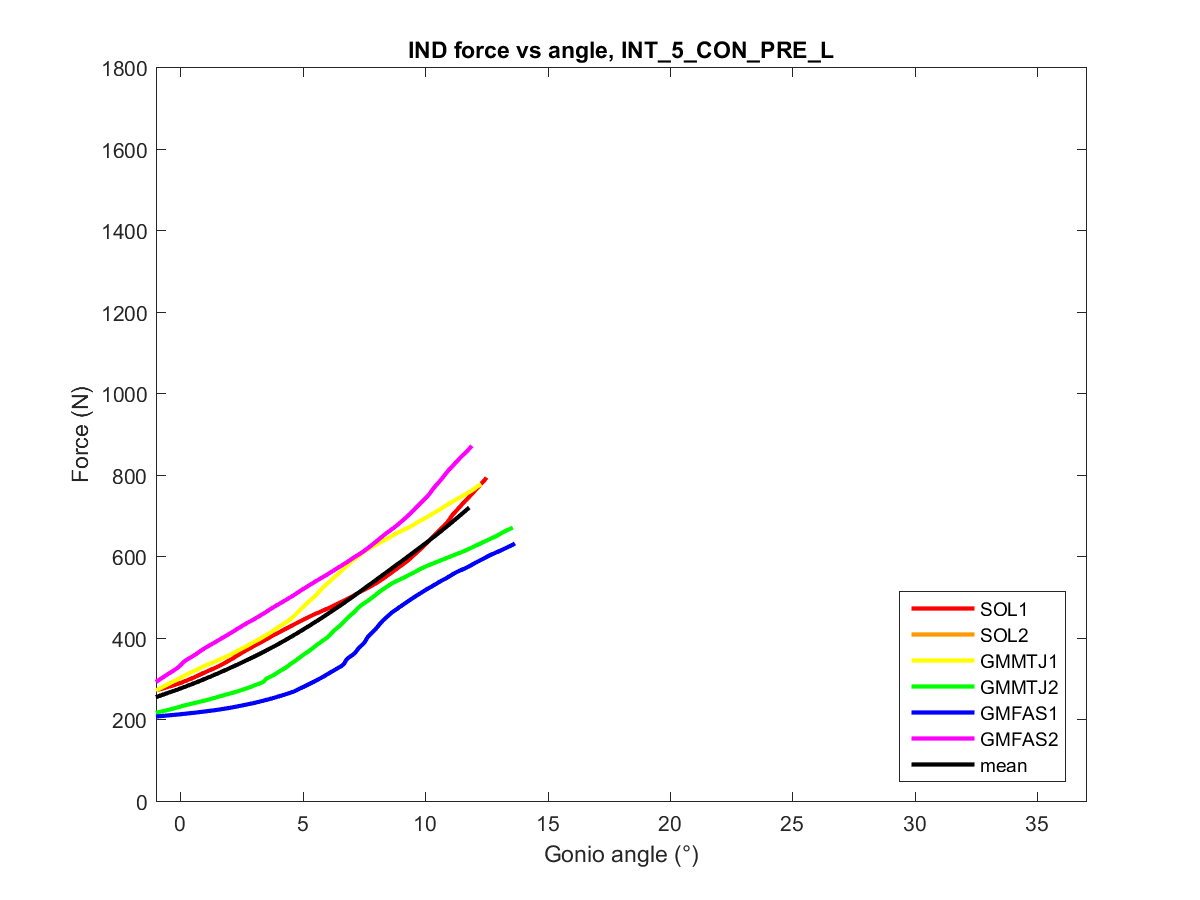 IND force vs angle, INT_5_CON_PRE_L
1800
1600
1400
1200
1000
800
600
400
200
0
Force (N)
0 5 10 15 20 25 30 35
Gonio angle (°)
SOL1
SOL2
GMMTJ1
GMMTJ2
GMFAS1
GMFAS2
mean